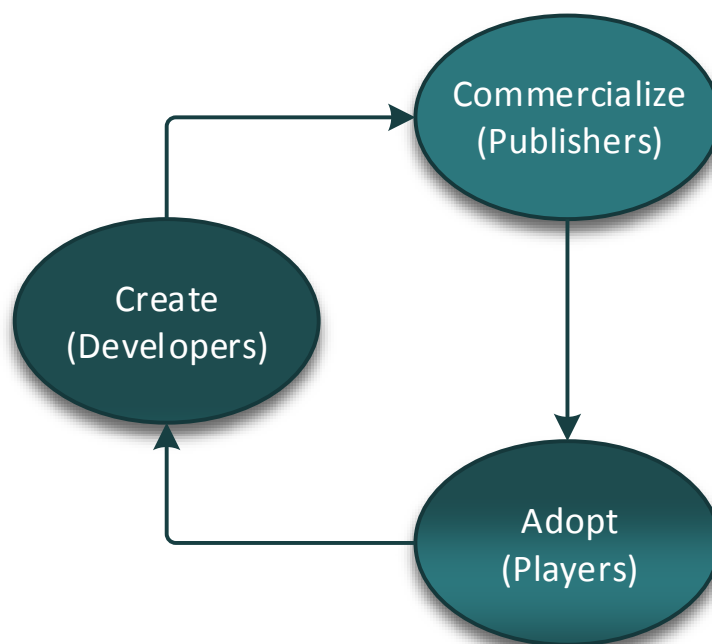 Commercialize
(Publishers)
Create
(Developers)
Adopt
(Players)